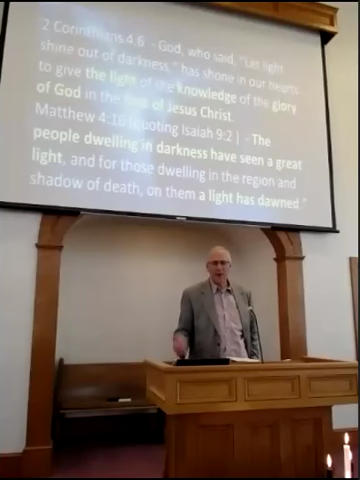 2 Corinthians 4.6 - God, who said, "Let light
shine out of darkness," has shone in our hearts
to give the light of the knowledge of the glory
of God in the face of Jesus Christ.
Matthew 4:16 (quoting Isaiah 9:2) - The
people dwelling in darkness have seen a great
light, and for those dwelling in the region and
shadow of death, on them a light has dawned."